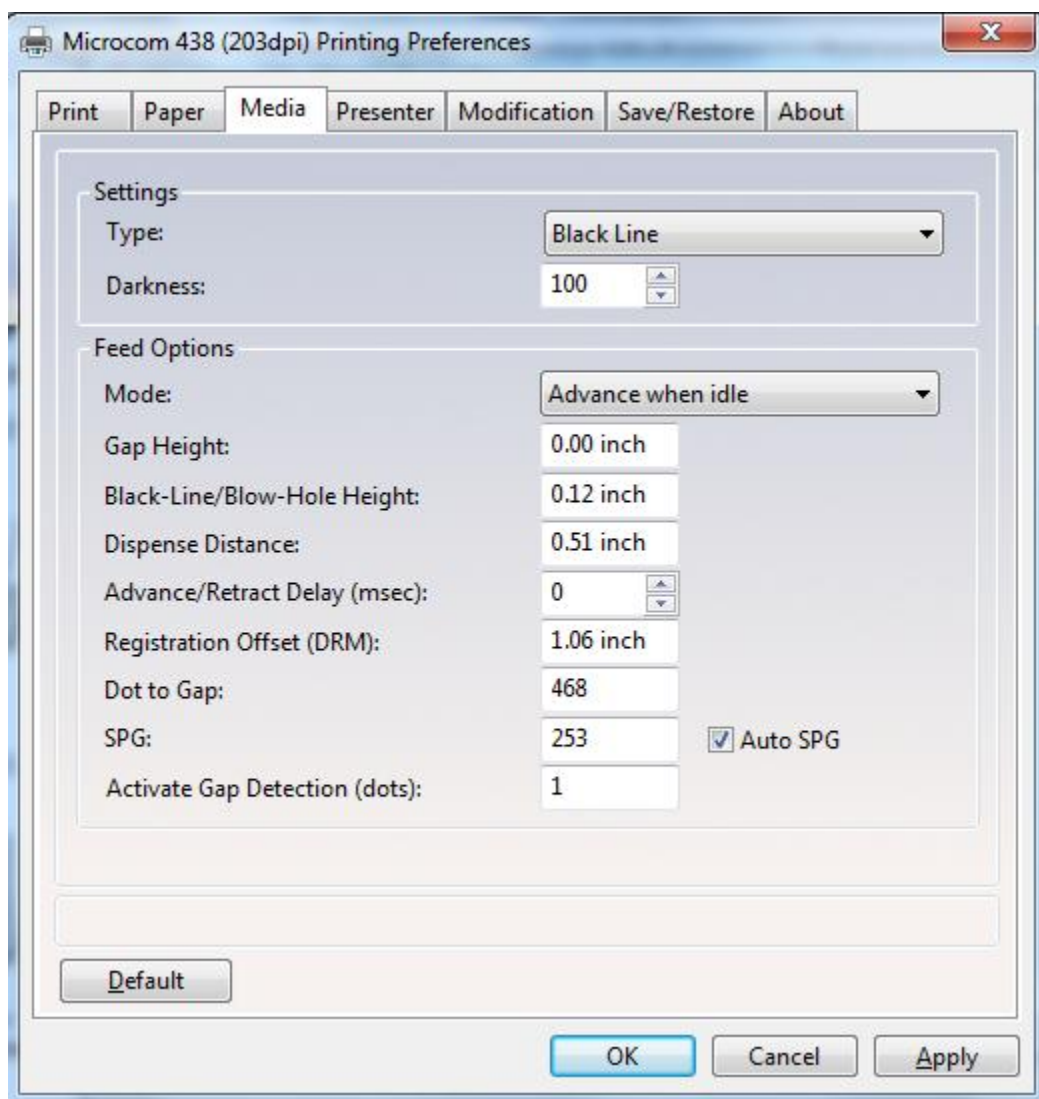 Microcom 438 (203dpi) Printing Preferences
X
Print Paper Media Presenter Modification Save/Restore About
Settings
Type: Black Line
Darkness: 100
Feed Options
Mode: Advance when idle
Gap Height: 0.00 inch
Black-Line/Blow-Hole Height: 0.12 inch
Dispense Distance: 0.51 inch
Advance/Retract Delay (msec): 0
Registration Offset (DRM): 1.06 inch
Dot to Gap: 468
SPG: 253 Auto SPG
Activate Gap Detection (dots): 1
Default
OK Cancel Apply